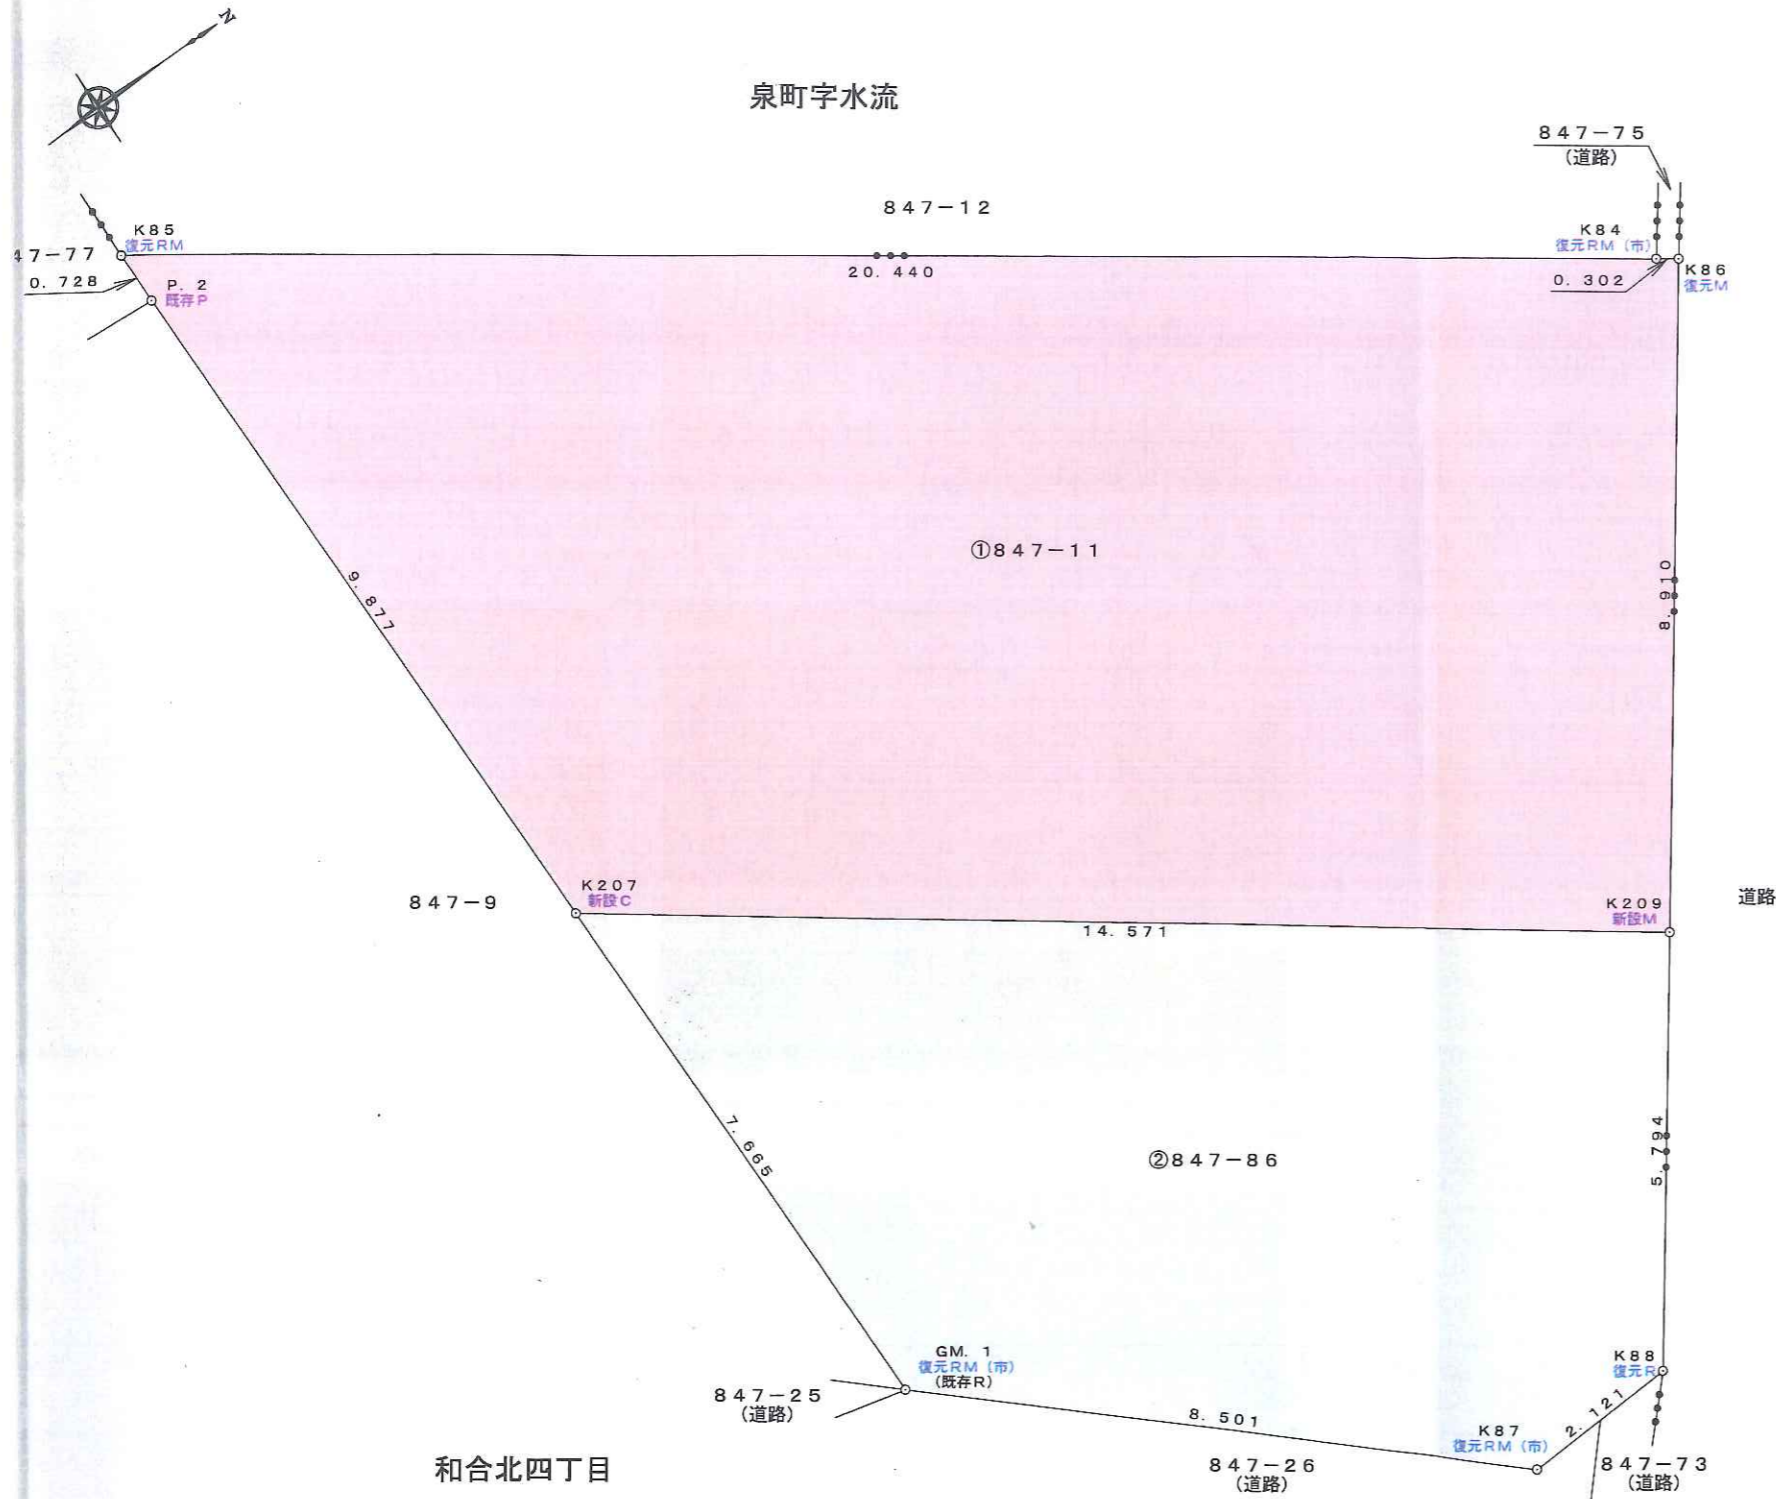 N
泉町字水流
847-75
(道路)
847-12
K85
復元RM
47-77
0.728
P.2
既存P
20.440
K84
復元RM(市)
0.302
K86
復元M
①847-11
9.877
8.910
K207
新設C
847-9
14.571
K209
新設M
道路
7.665
②847-86
5.794
GM.1
復元RM(市)
(既存R)
847-25
(道路)
8.501
K88
復元R
2.121
K87
復元RM(市)
847-26
(道路)
847-73
(道路)
和合北四丁目